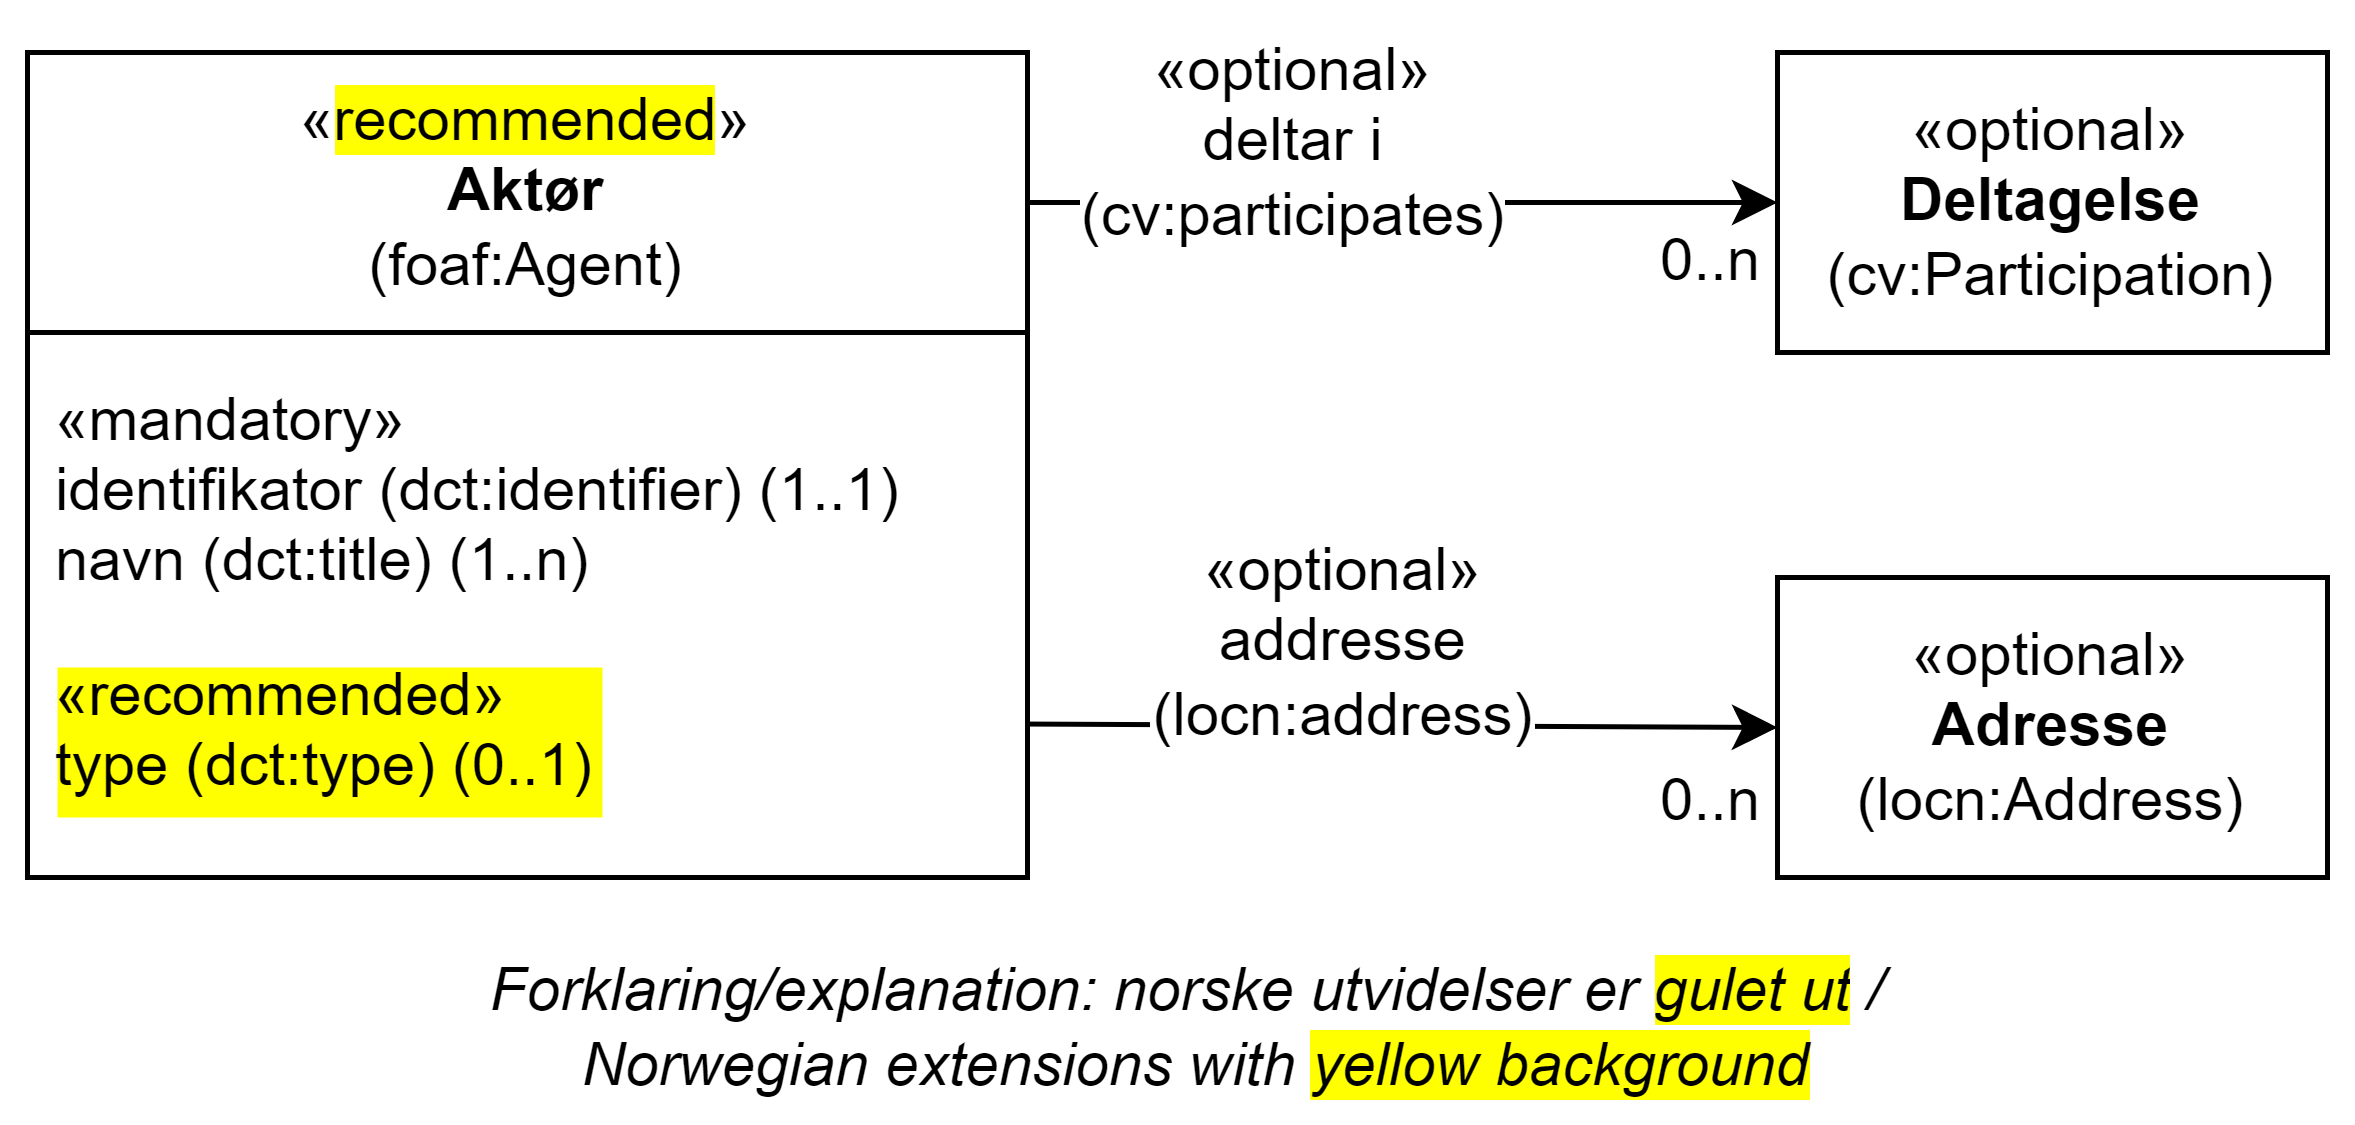 «recommended»
Aktør
(foaf:Agent)
«mandatory»
identifikator (dct:identifier) (1..1)
navn (dct:title) (1..n)
«recommended»
type (dct:type) (0..1)
«optional»
deltar i
(cv:participates)
0..n
«optional»
Deltagelse
(cv:Participation)
«optional»
addresse
(locn:address)
0..n
«optional»
Adresse
(locn:Address)
Forklaring/explanation: norske utvidelser er gulet ut /
Norwegian extensions with yellow background